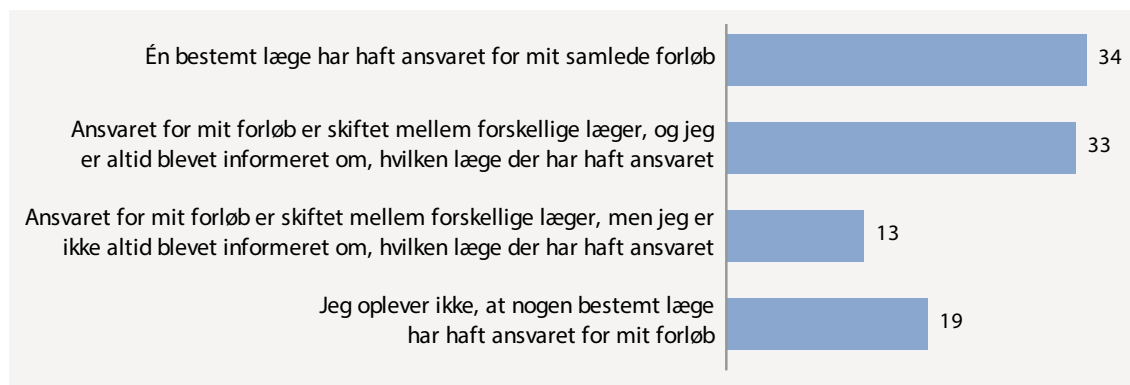 Én bestemt læge har haft ansvaret for mit samlede forløb
34
Ansvaret for mit forløb er skiftet mellem forskellige læger, og jeg
er altid blevet informeret om, hvilken læge der har haft ansvaret
33
Ansvaret for mit forløb er skiftet mellem forskellige læger, men jeg er
ikke altid blevet informeret om, hvilken læge der har haft ansvaret
13
Jeg oplever ikke, at nogen bestemt læge
har haft ansvaret for mit forløb
19